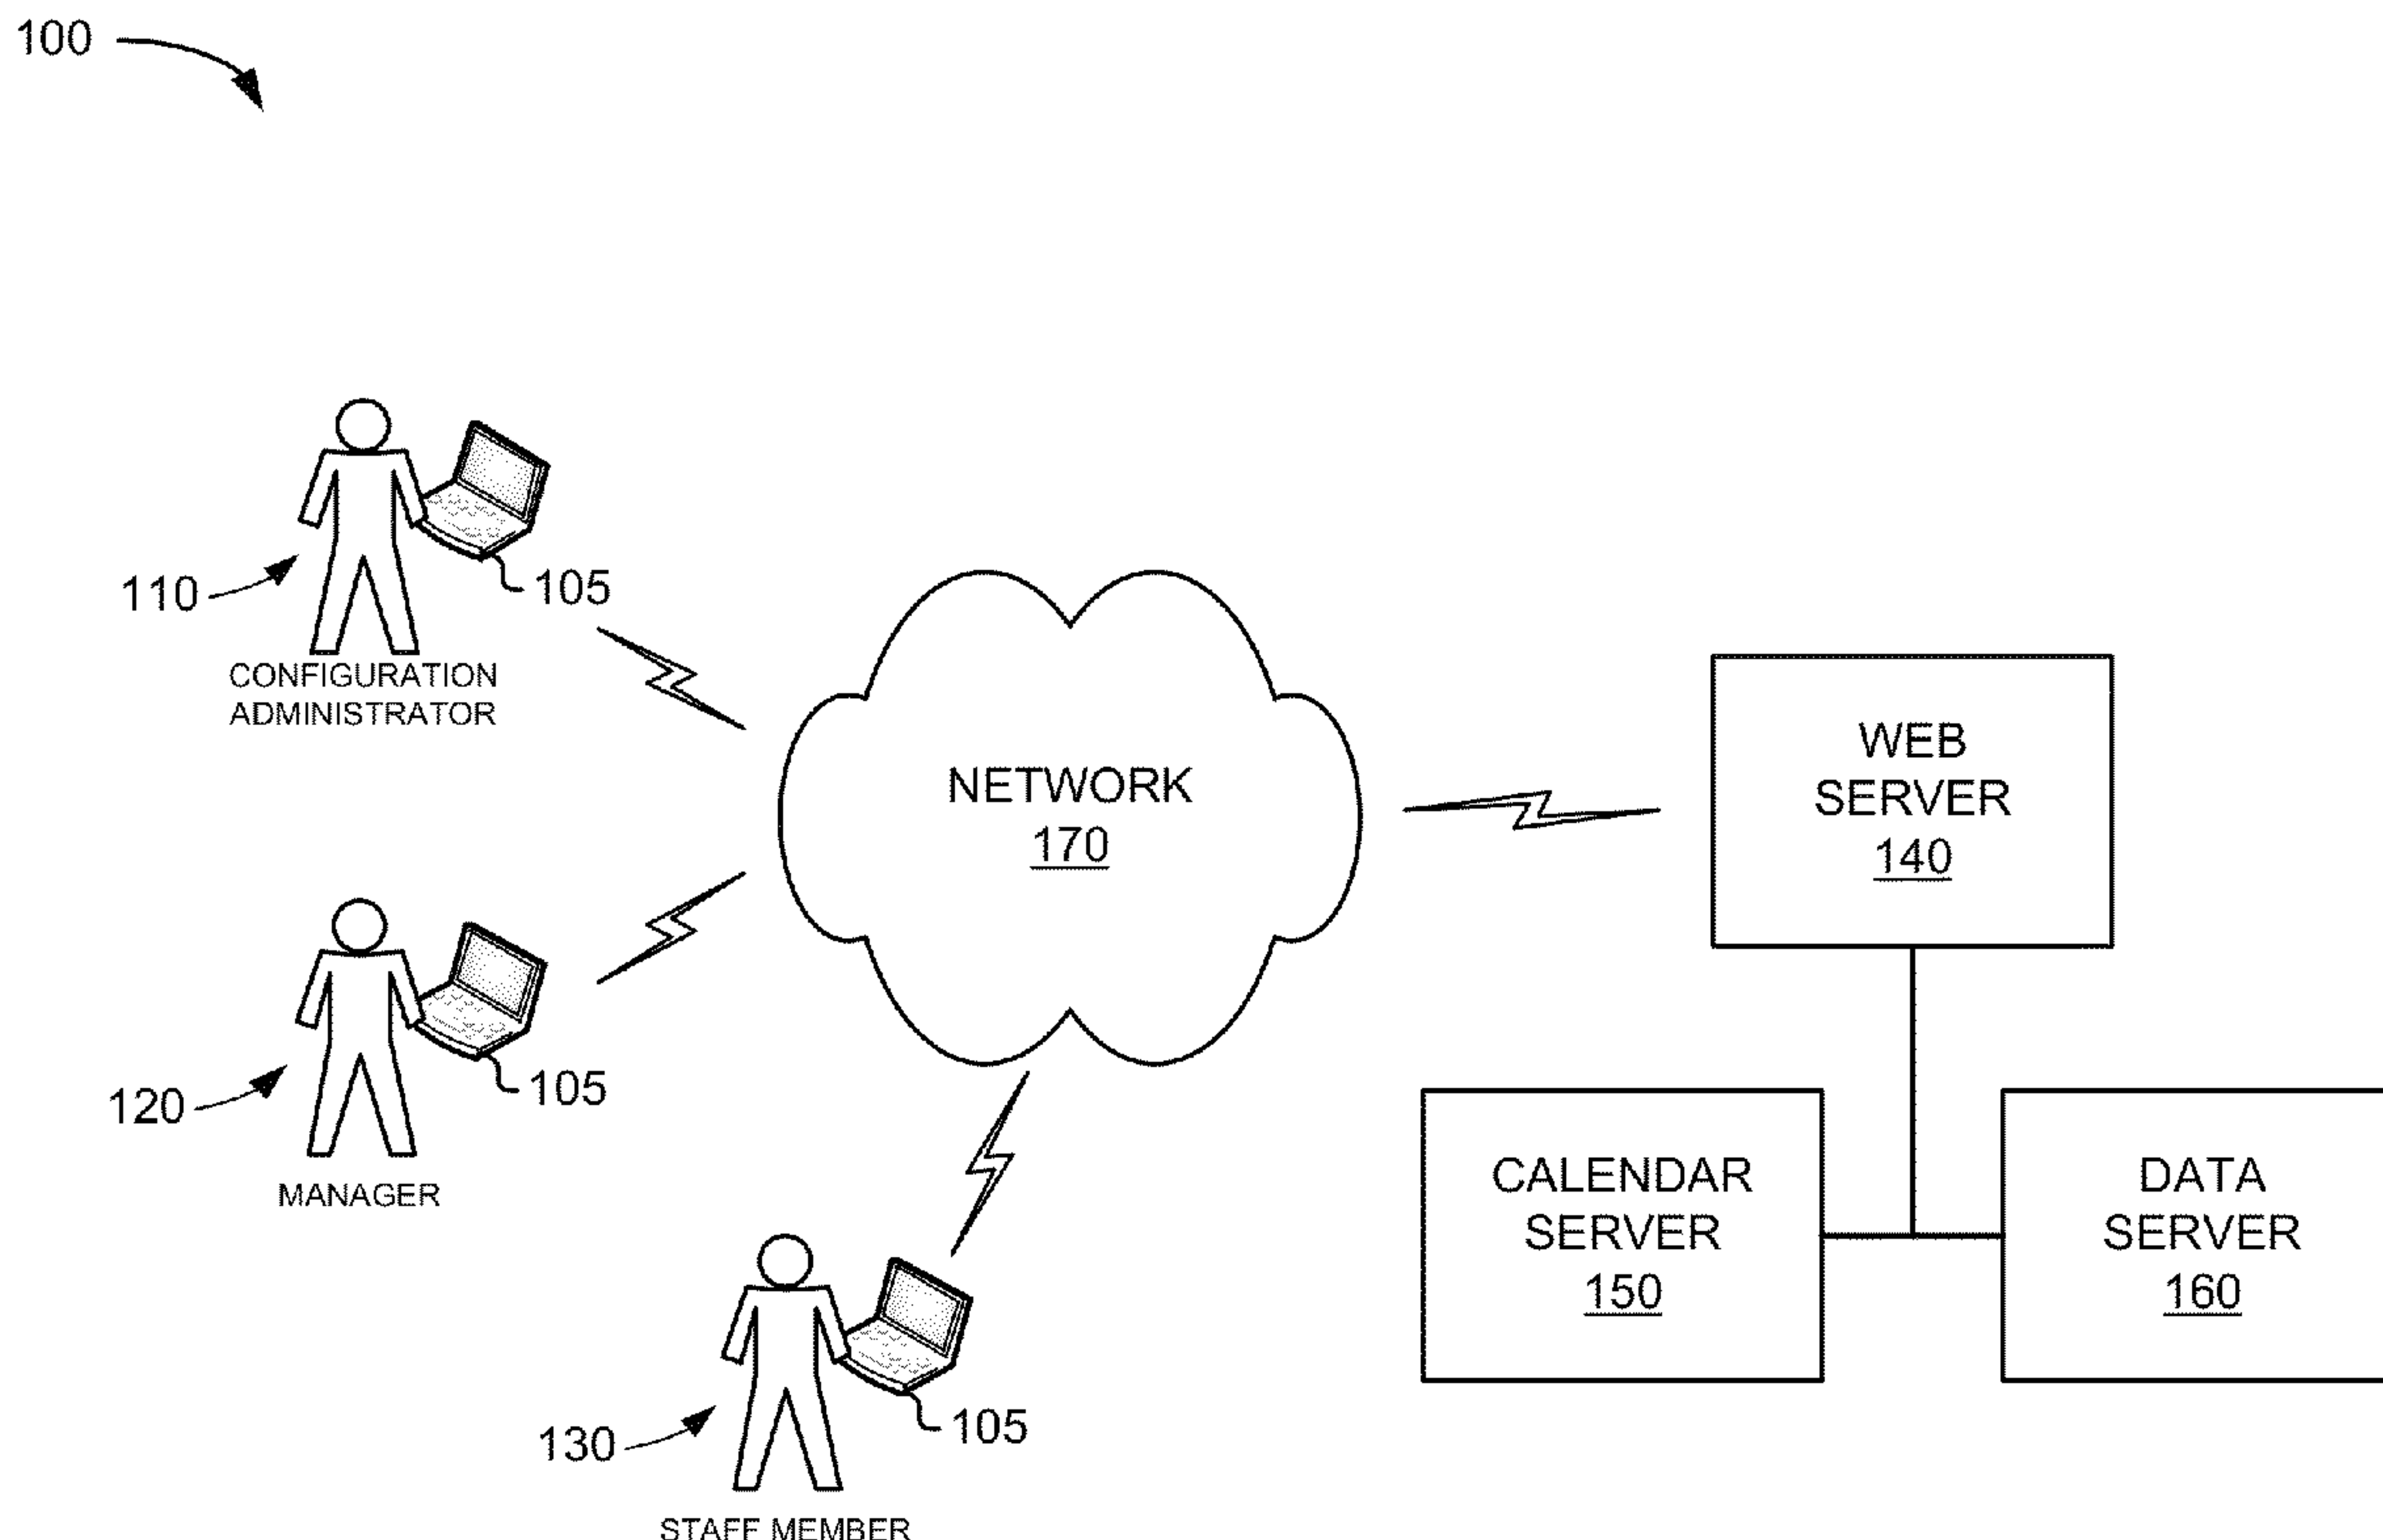 100
110
105
CONFIGURATION
ADMINISTRATOR
NETWORK
170
WEB
SERVER
140
120
105
MANAGER
CALENDAR
SERVER
150
DATA
SERVER
160
130
105
STAFF MEMBER